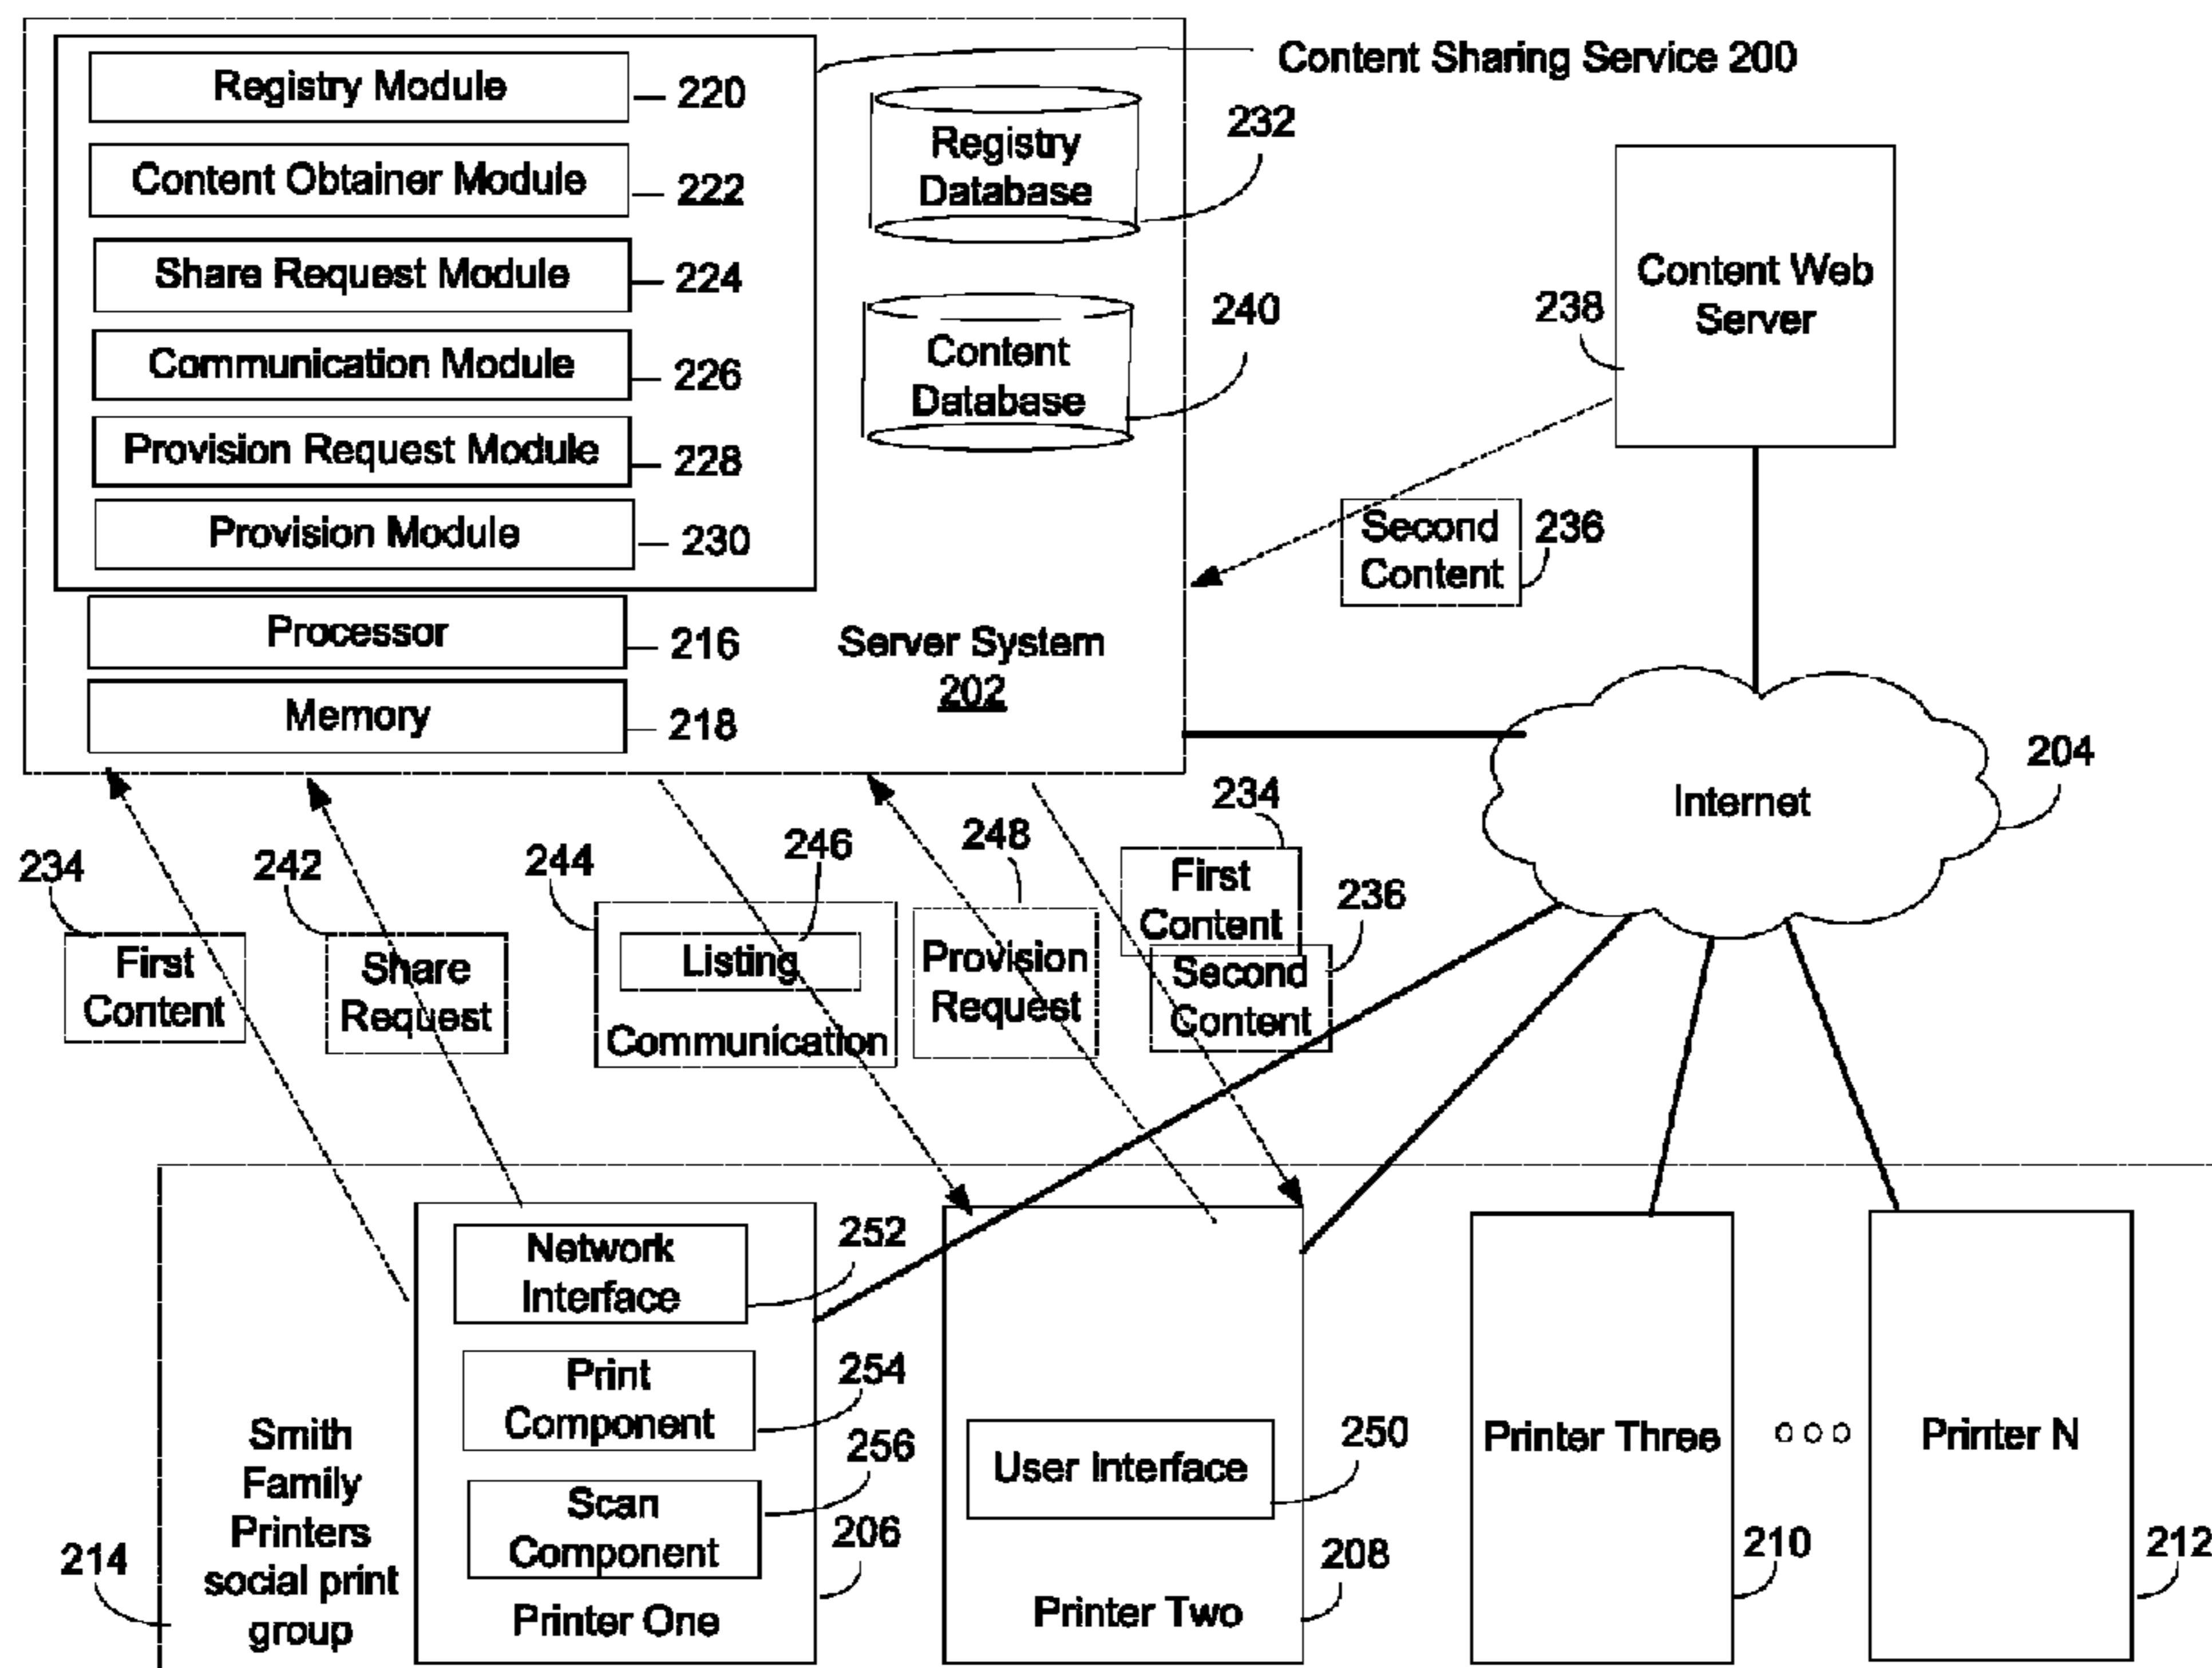 Content Sharing Service 200
Registry Module
220
Content Obtainer Module
222
Share Request Module
224
Communication Module
226
Provision Request Module
228
Provision Module
230
Processor
216
Memory
218
Registry
Database
232
Content
Database
240
Server System
202
Content Web
Server
238
Second
Content
236
Internet
204
234
First
Content
242
Share
Request
244
246
Listing
Communication
248
Provision
Request
234
First
Content
236
Second
Content
Network
Interface
252
Print
Component
254
Scan
Component
256
206
Printer One
Smith
Family
Printers
social print
group
214
User Interface
250
208
Printer Two
Printer Three
210
Printer N
212